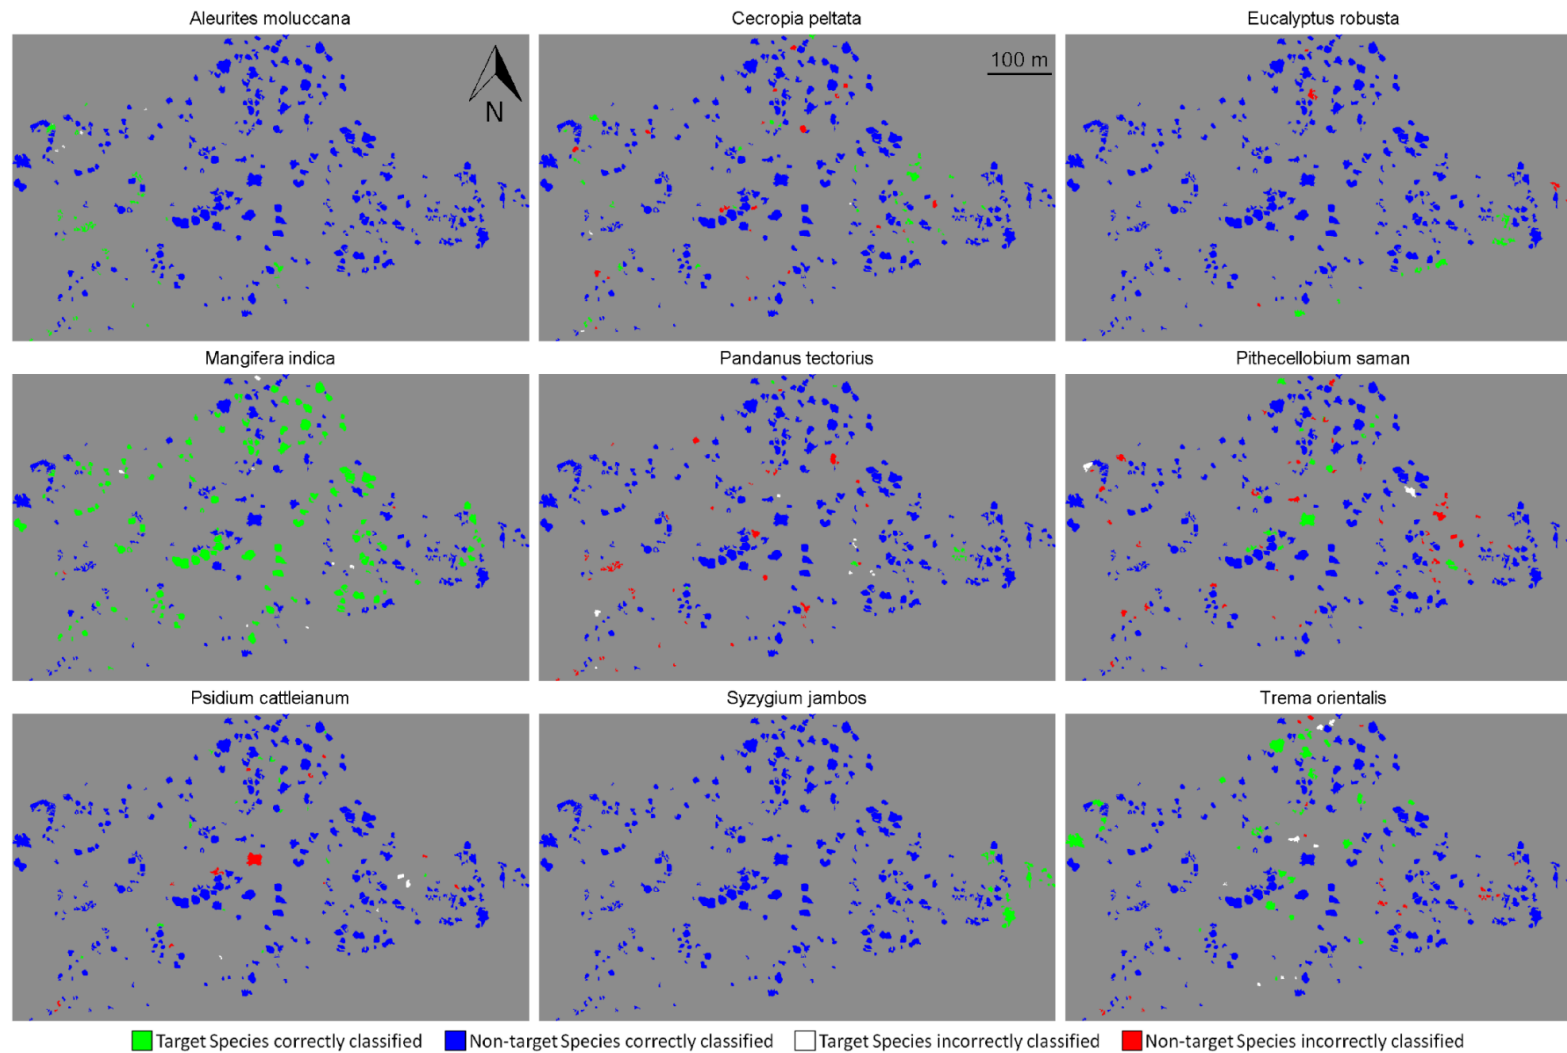 Aleurites moluccana
Cecropia peltata
Eucalyptus robusta
N
100 m
Mangifera indica
Pandanus tectorius
Pithecellobium saman
Psidium cattleianum
Syzygium jambos
Trema orientalis
Target Species correctly classified
Non-target Species correctly classified
Target Species incorrectly classified
Non-target Species incorrectly classified